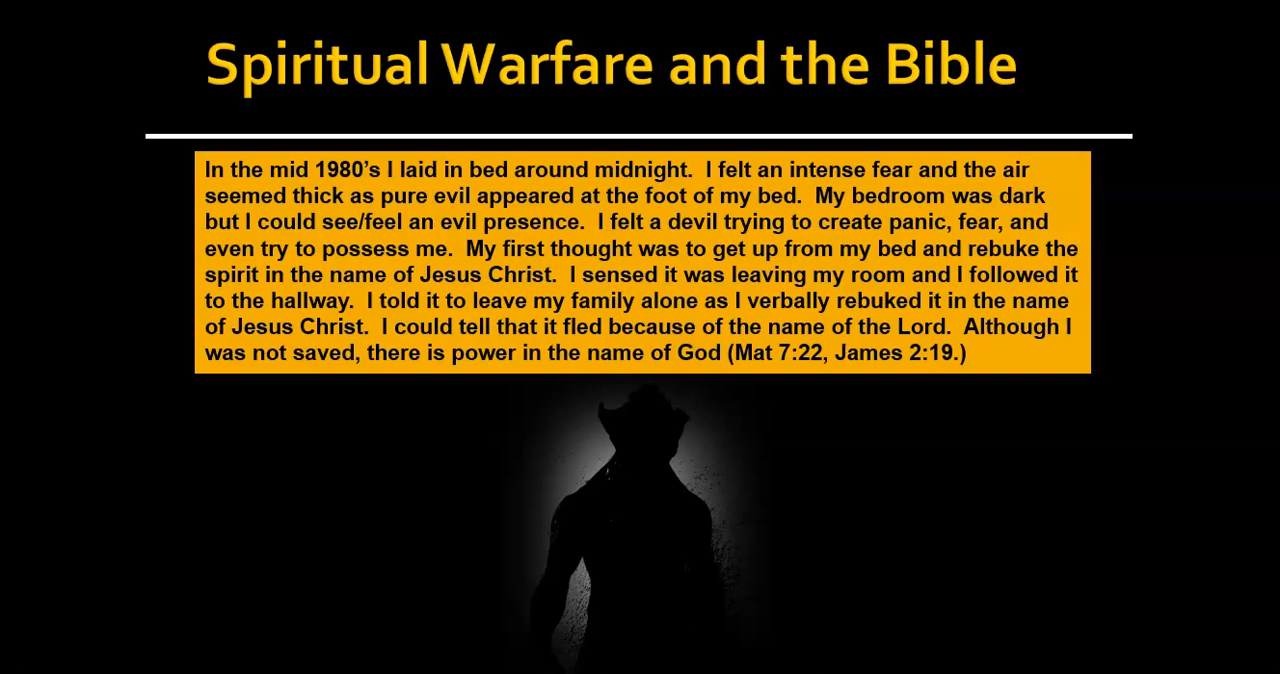 Spiritual Warfare and the Bible
In the mid 1980’s I laid in bed around midnight.  I felt an intense fear and the air
seemed thick as pure evil appeared at the foot of my bed.  My bedroom was dark
but I could see/feel an evil presence.  I felt a devil trying to create panic, fear, and
even try to possess me.  My first thought was to get up from my bed and rebuke the
spirit in the name of Jesus Christ.  I sensed it was leaving my room and I followed it
to the hallway.  I told it to leave my family alone as I verbally rebuked it in the name
of Jesus Christ.  I could tell that it fled because of the name of the Lord.  Although I
was not saved, there is power in the name of God (Mat 7:22, James 2:19.)